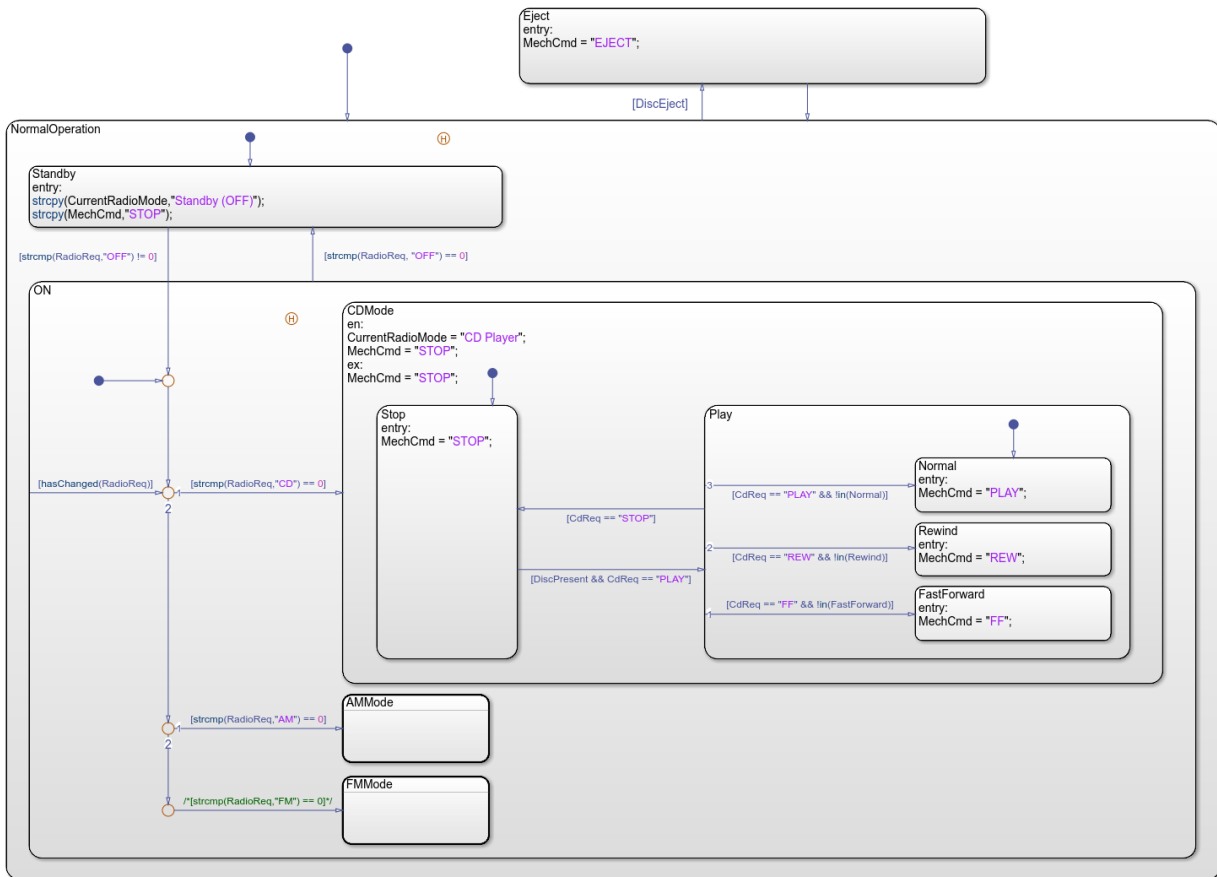 Eject
entry:
MechCmd = "EJECT";
[DiscEject]
NormalOperation
H
Standby
entry:
strcpy(CurrentRadioMode,"Standby (OFF)");
strcpy(MechCmd,"STOP");
[strcmp(RadioReq,"OFF") != 0]
[strcmp(RadioReq, "OFF") == 0]
ON
H
CDMode
en:
CurrentRadioMode = "CD Player";
MechCmd = "STOP";
ex:
MechCmd = "STOP";
Stop
entry:
MechCmd = "STOP";
Play
Normal
entry:
MechCmd = "PLAY";
3
[CdReq == "PLAY" && !in(Normal)]
[hasChanged(RadioReq)]
1
[strcmp(RadioReq,"CD") == 0]
2
[CdReq == "STOP"]
Rewind
entry:
MechCmd = "REW";
2
[CdReq == "REW" && !in(Rewind)]
[DiscPresent && CdReq == "PLAY"]
FastForward
entry:
MechCmd = "FF";
[CdReq == "FF" && !in(FastForward)]
1
AMMode
1
[strcmp(RadioReq,"AM") == 0]
2
FMMode
/*[strcmp(RadioReq,"FM") == 0]*/